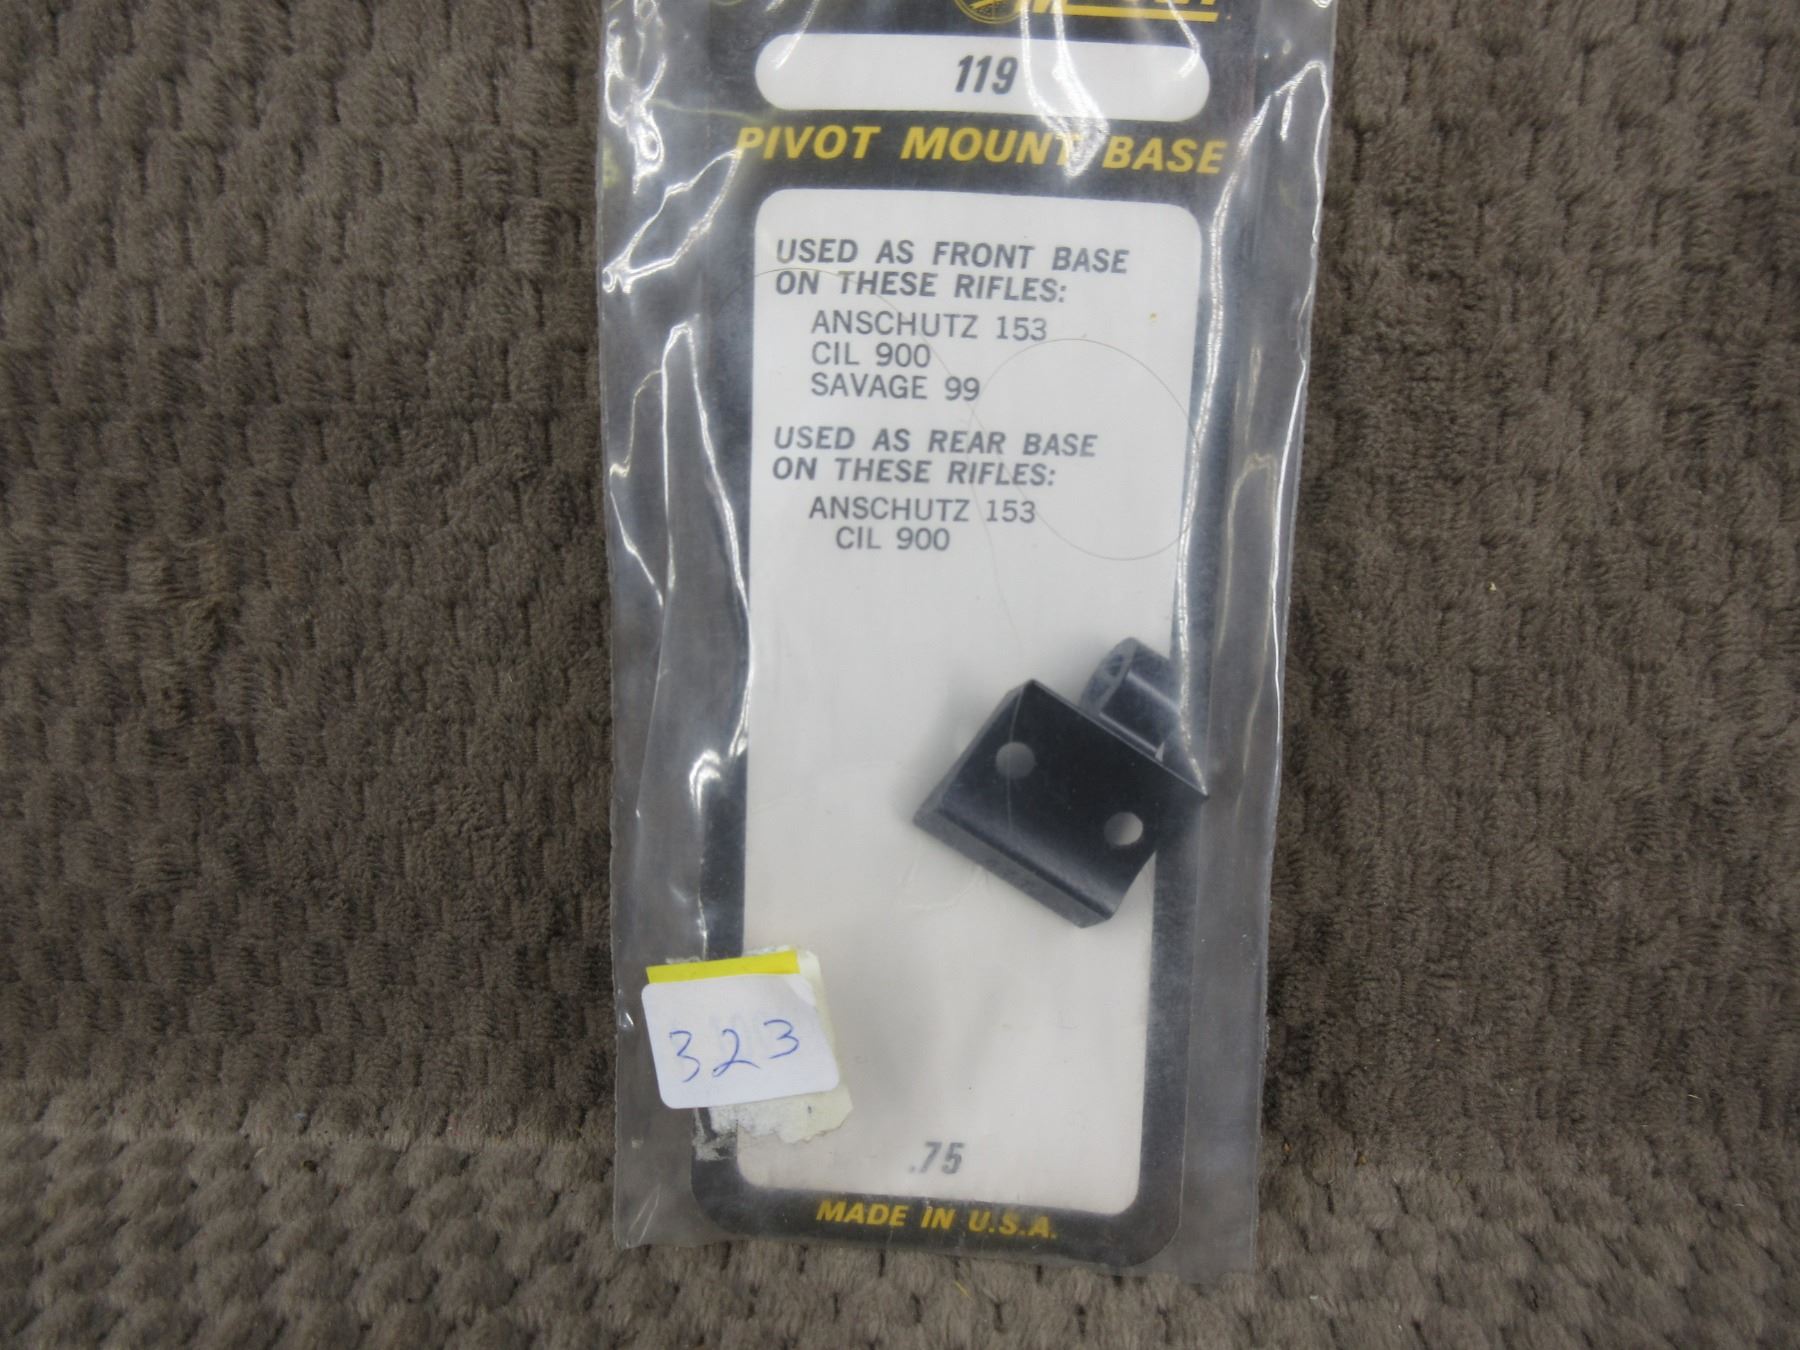 119
PIVOT MOUNT BASE
USED AS FRONT BASE
ON THESE RIFLES:
ANSCHUTZ 153
CIL 900
SAVAGE 99
USED AS REAR BASE
ON THESE RIFLES:
ANSCHUTZ 153
CIL 900
323
.75
MADE IN U.S.A.